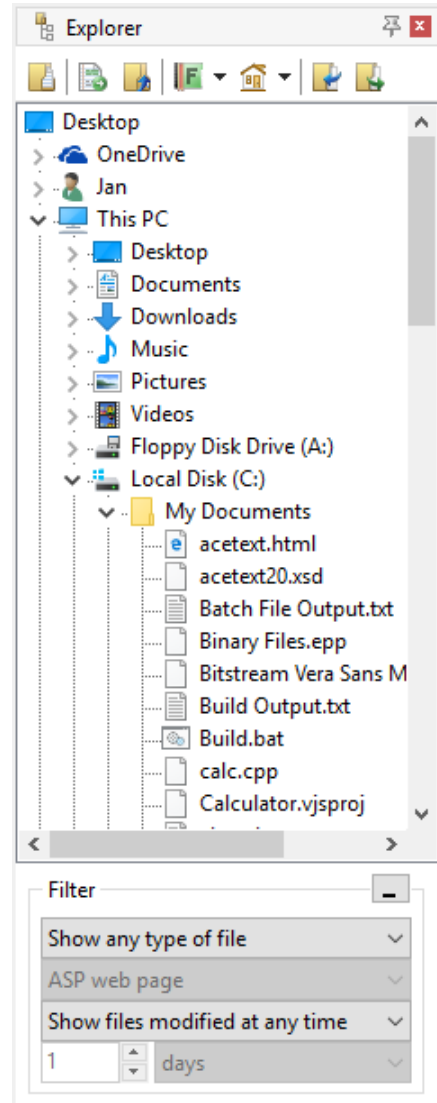 Explorer
Desktop
OneDrive
Jan
This PC
Desktop
Documents
Downloads
Music
Pictures
Videos
Floppy Disk Drive (A:)
Local Disk (C:)
My Documents
acetext.html
acetext20.xsd
Batch File Output.txt
Binary Files.epp
Bitstream Vera Sans M
Build Output.txt
Build.bat
calc.cpp
Calculator.vjsproj
Filter
Show any type of file
ASP web page
Show files modified at any time
1 days